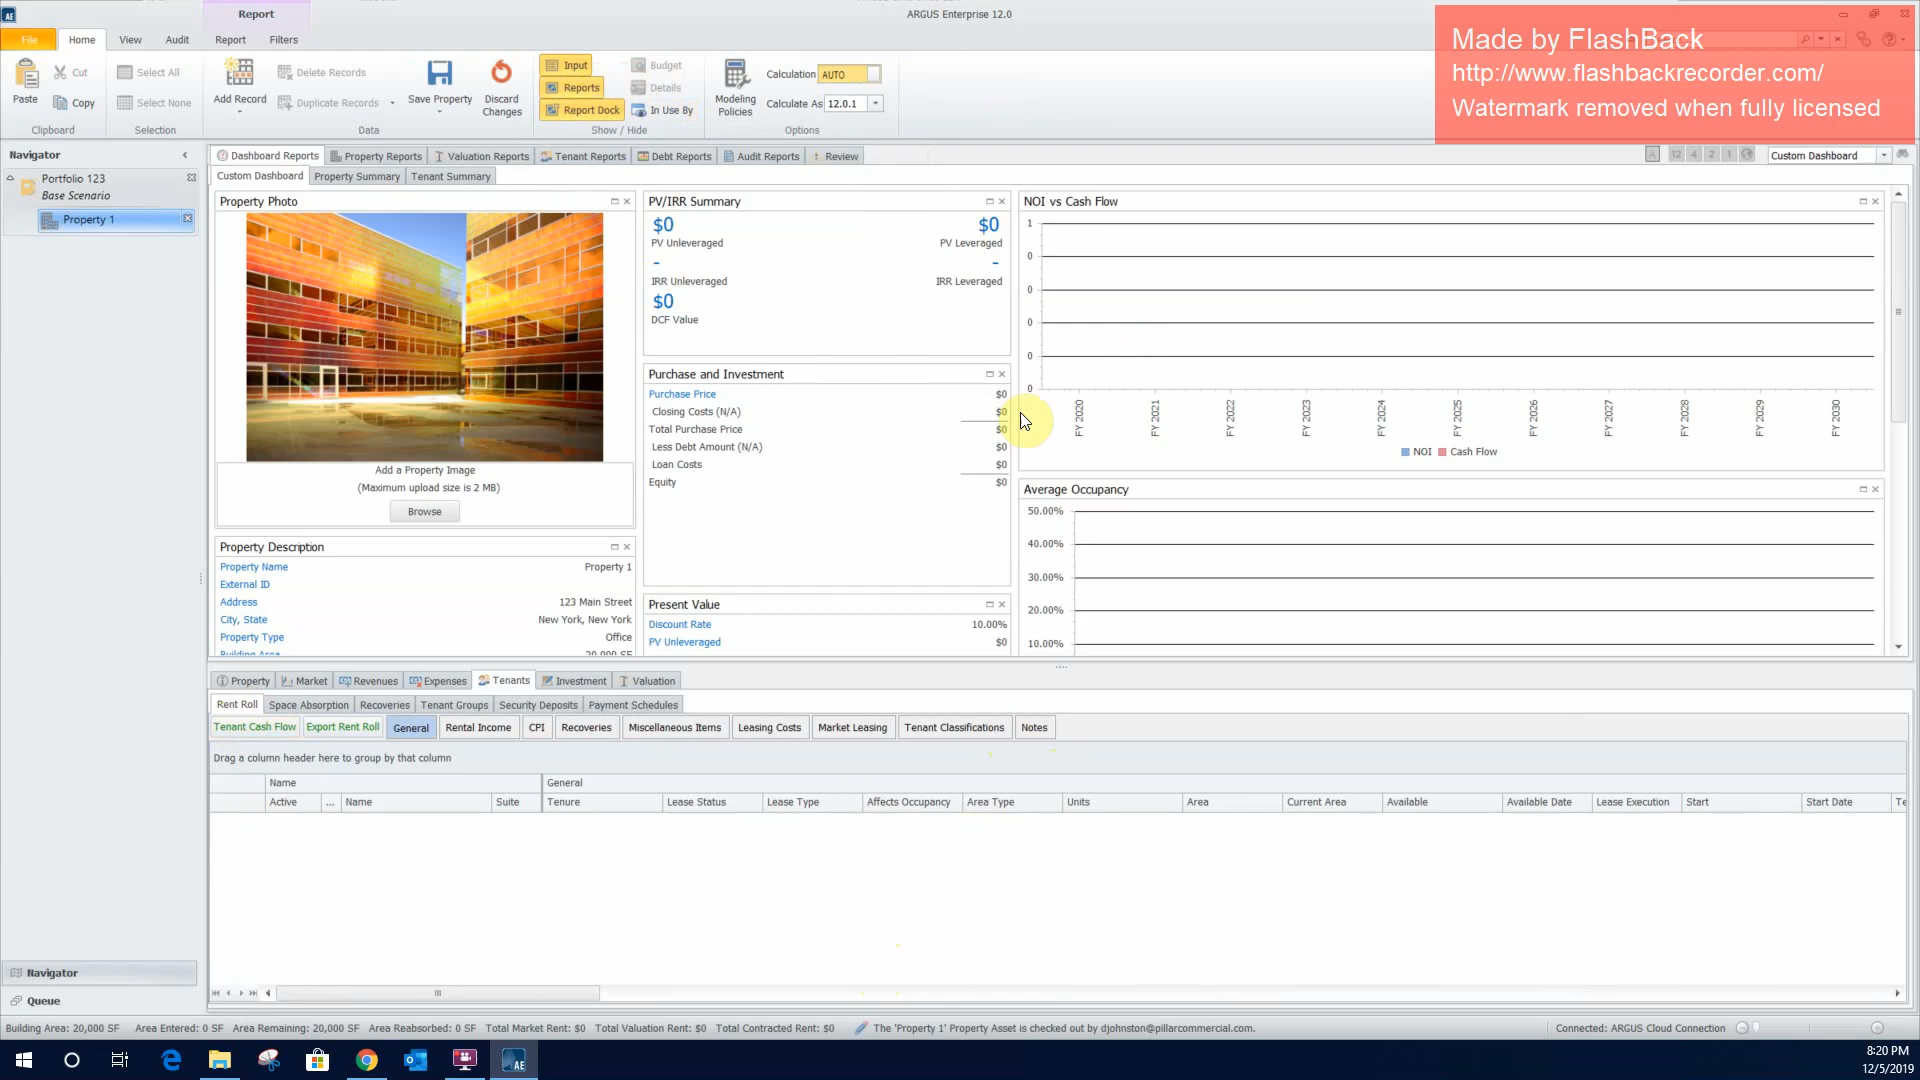 Report
ARGUS Enterprise 12.0
Made by FlashBack
http://www.flashbackrecorder.com/
Watermark removed when fully licensed
File
Home
View
Audit
Report
Filters
Paste
Cut
Copy
Clipboard
Select All
Select None
Selection
Add Record
Delete Records
Duplicate Records
Save Property
Discard Changes
Data
Input
Reports
Report Dock
Budget
Details
In Use By
Show / Hide
Modeling Policies
Calculation AUTO
Calculate As 12.0.1
Options
Navigator
Portfolio 123
Base Scenario
Property 1
Dashboard Reports
Property Reports
Valuation Reports
Tenant Reports
Debt Reports
Audit Reports
Review
A 12 4 2 1
Custom Dashboard
Custom Dashboard
Property Summary
Tenant Summary
Property Photo
Add a Property Image
(Maximum upload size is 2 MB)
Browse
Property Description
Property Name Property 1
External ID
Address 123 Main Street
City, State New York, New York
Property Type Office
Building Area 20,000 SF
PV/IRR Summary
$0 $0
PV Unleveraged PV Leveraged
- -
IRR Unleveraged IRR Leveraged
$0
DCF Value
Purchase and Investment
Purchase Price $0
Closing Costs (N/A) $0
Total Purchase Price $0
Less Debt Amount (N/A) $0
Loan Costs $0
Equity $0
Present Value
Discount Rate 10.00%
PV Unleveraged $0
NOI vs Cash Flow
1
0
0
0
0
0
FY 2020
FY 2021
FY 2022
FY 2023
FY 2024
FY 2025
FY 2026
FY 2027
FY 2028
FY 2029
FY 2030
NOI Cash Flow
Average Occupancy
50.00%
40.00%
30.00%
20.00%
10.00%
Property
Market
Revenues
Expenses
Tenants
Investment
Valuation
Rent Roll
Space Absorption
Recoveries
Tenant Groups
Security Deposits
Payment Schedules
Tenant Cash Flow
Export Rent Roll
General
Rental Income
CPI
Recoveries
Miscellaneous Items
Leasing Costs
Market Leasing
Tenant Classifications
Notes
Drag a column header here to group by that column
Name General
Active ... Name Suite Tenure Lease Status Lease Type Affects Occupancy Area Type Units Area Current Area Available Available Date Lease Execution Start Start Date Te
Navigator
Queue
Building Area: 20,000 SF Area Entered: 0 SF Area Remaining: 20,000 SF Area Reabsorbed: 0 SF Total Market Rent: $0 Total Valuation Rent: $0 Total Contracted Rent: $0 The 'Property 1' Property Asset is checked out by djohnston@pillarcommercial.com. Connected: ARGUS Cloud Connection
8:20 PM
12/5/2019